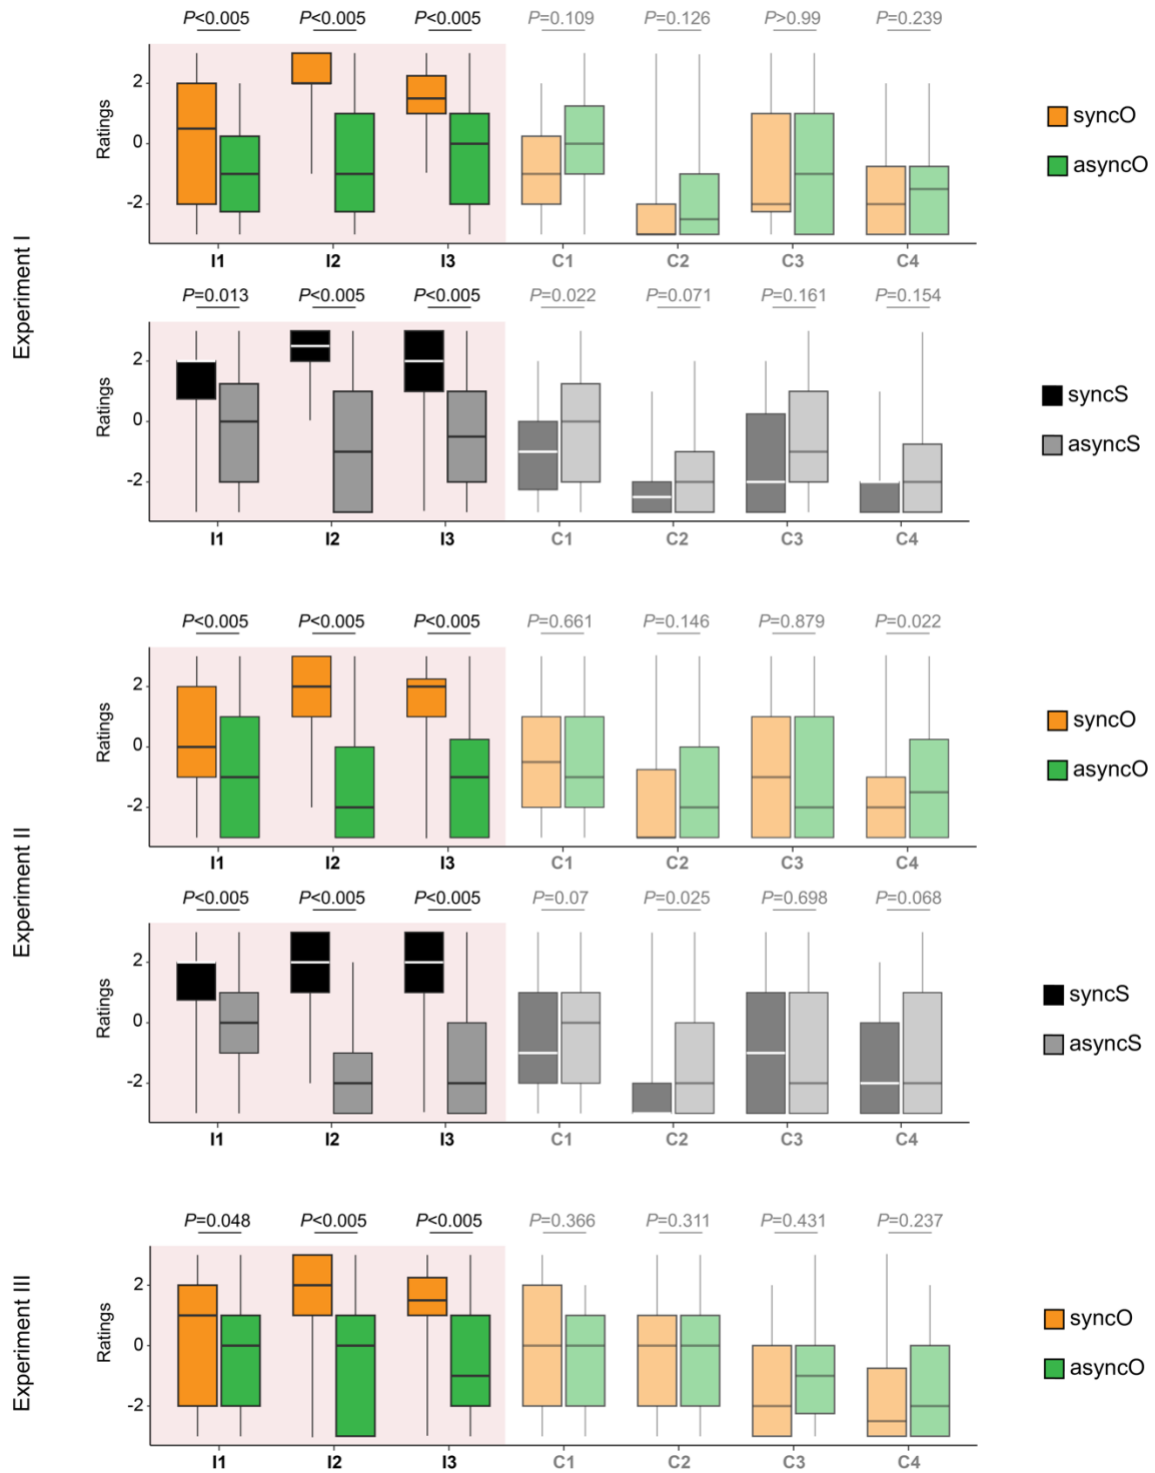 Experiment I
P<0.005 P<0.005 P<0.005 P=0.109 P=0.126 P>0.99 P=0.239
Ratings
2
0
-2
I1 I2 I3 C1 C2 C3 C4
syncO
asyncO
P=0.013 P<0.005 P<0.005 P=0.022 P=0.071 P=0.161 P=0.154
Ratings
2
0
-2
I1 I2 I3 C1 C2 C3 C4
syncS
asyncS
Experiment II
P<0.005 P<0.005 P<0.005 P=0.661 P=0.146 P=0.879 P=0.022
Ratings
2
0
-2
I1 I2 I3 C1 C2 C3 C4
syncO
asyncO
P<0.005 P<0.005 P<0.005 P=0.07 P=0.025 P=0.698 P=0.068
Ratings
2
0
-2
I1 I2 I3 C1 C2 C3 C4
syncS
asyncS
Experiment III
P=0.048 P<0.005 P<0.005 P=0.366 P=0.311 P=0.431 P=0.237
Ratings
2
0
-2
I1 I2 I3 C1 C2 C3 C4
syncO
asyncO